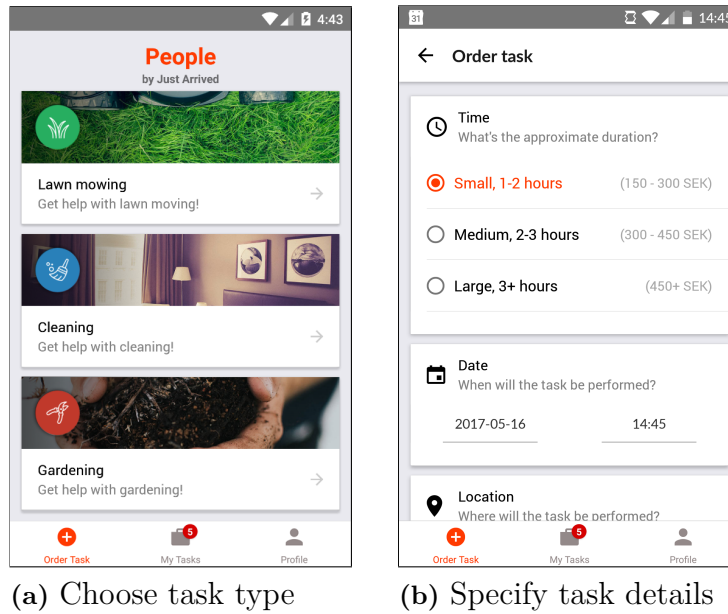 4:43
People
by Just Arrived
Lawn mowing
Get help with lawn moving!
Cleaning
Get help with cleaning!
Gardening
Get help with gardening!
5
Order Task
My Tasks
Profile
(a) Choose task type
31
14:45
Order task
Time
What's the approximate duration?
Small, 1-2 hours (150 - 300 SEK)
Medium, 2-3 hours (300 - 450 SEK)
Large, 3+ hours (450+ SEK)
Date
When will the task be performed?
2017-05-16 14:45
Location
Where will the task be performed?
5
Order Task
My Tasks
Profile
(b) Specify task details